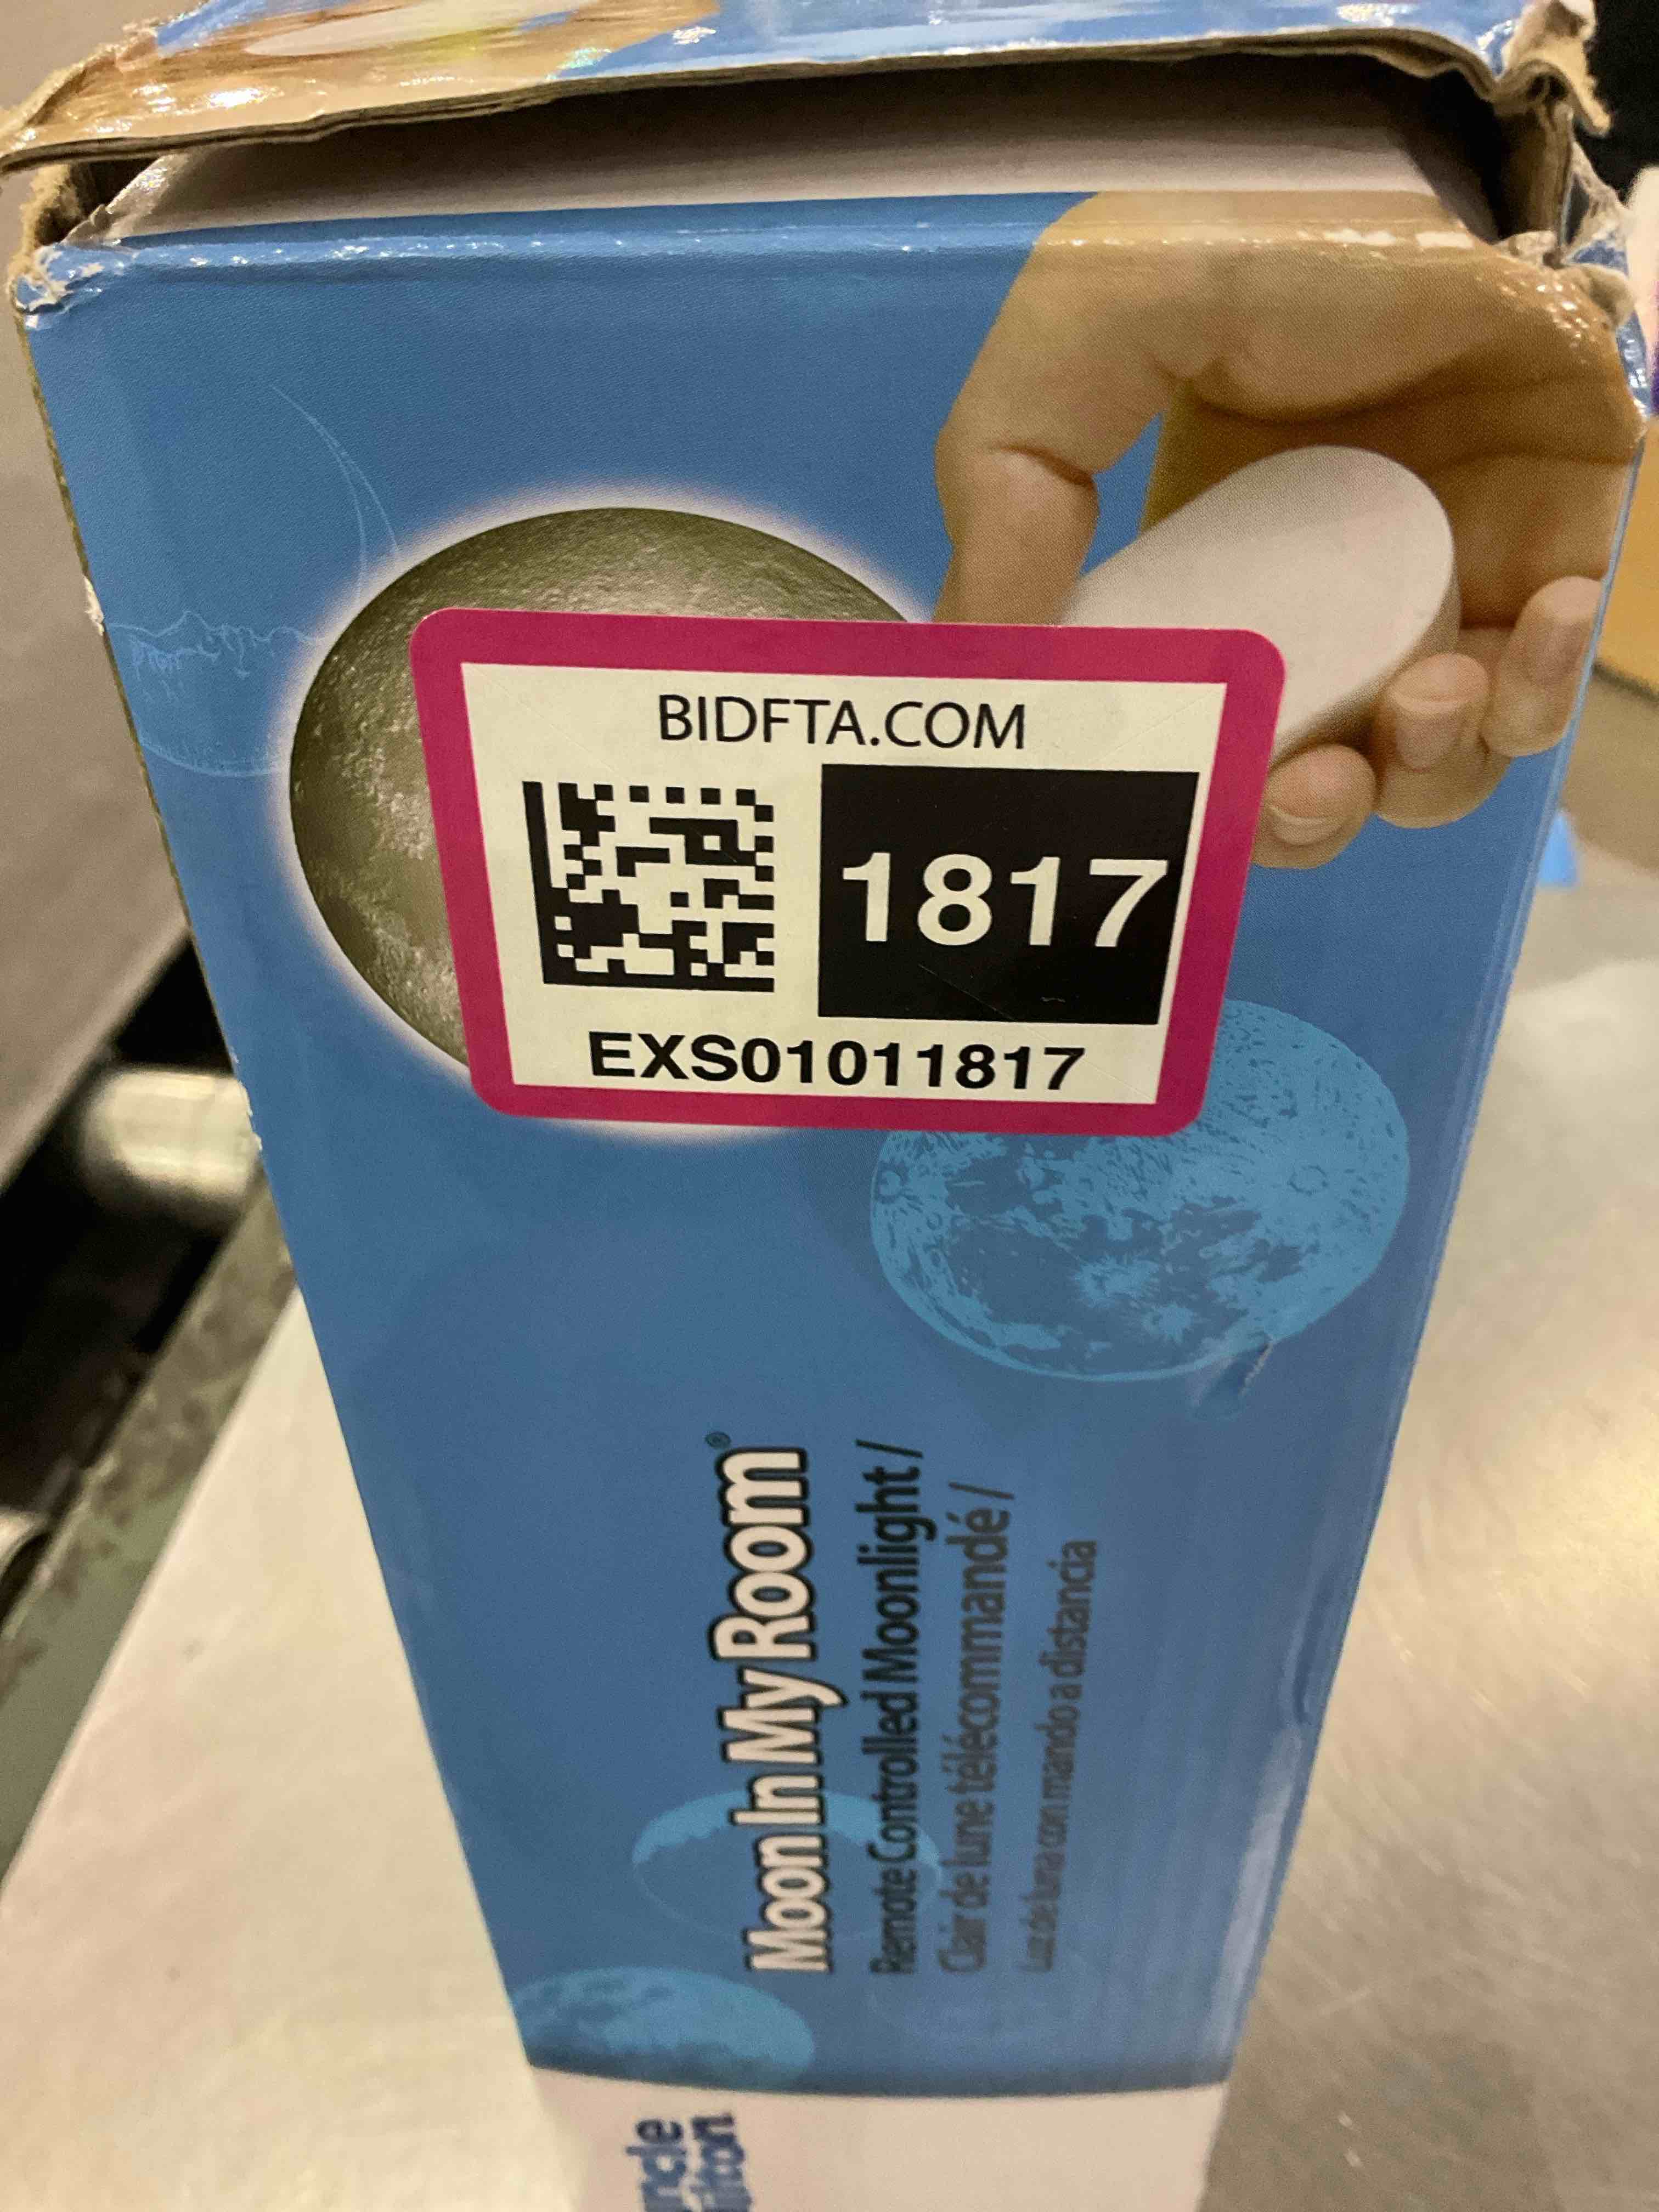 BIDFTA.COM
1817
EXS01011817
Moon In My Room®
Remote Controlled Moonlight /
Clair de lune télécommandé /
Luz de luna con mando a distancia